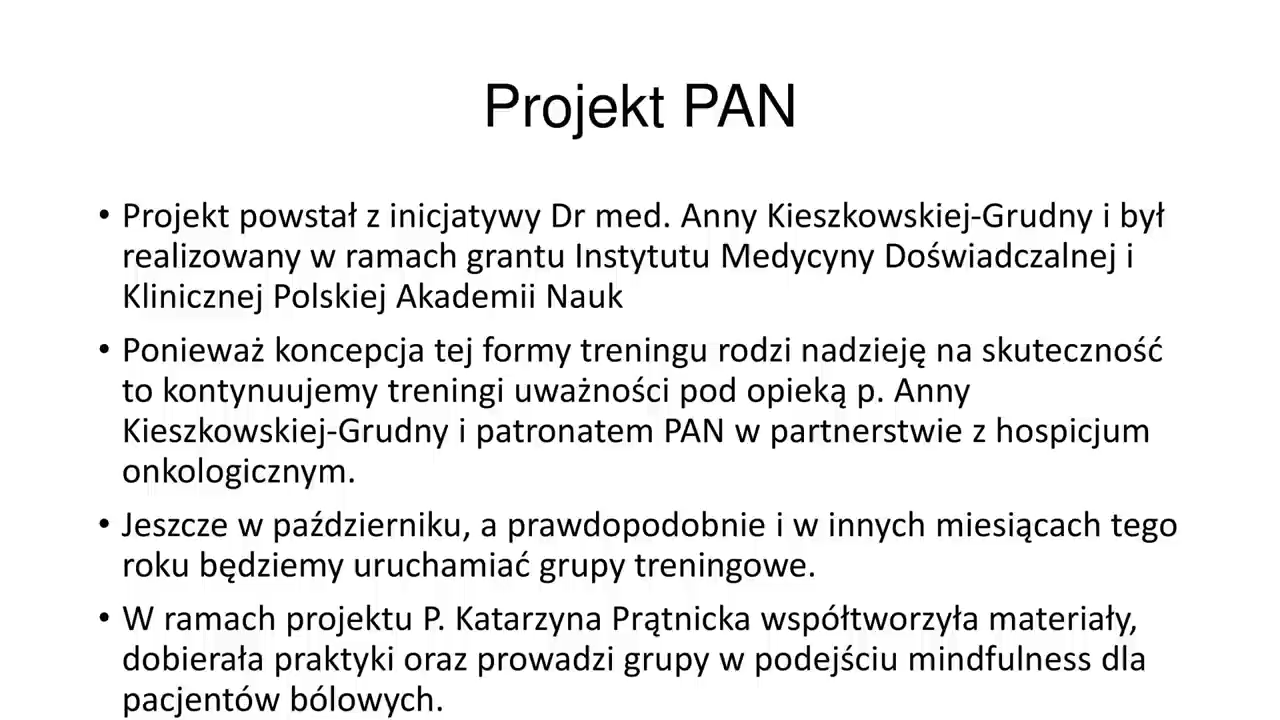 Projekt PAN
• Projekt powstał z inicjatywy Dr med. Anny Kieszkowskiej-Grudny i był
realizowany w ramach grantu Instytutu Medycyny Doświadczalnej i
Klinicznej Polskiej Akademii Nauk
• Ponieważ koncepcja tej formy treningu rodzi nadzieję na skuteczność
to kontynuujemy treningi uważności pod opieką p. Anny
Kieszkowskiej-Grudny i patronatem PAN w partnerstwie z hospicjum
onkologicznym.
• Jeszcze w październiku, a prawdopodobnie i w innych miesiącach tego
roku będziemy uruchamiać grupy treningowe.
• W ramach projektu P. Katarzyna Prątnicka współtworzyła materiały,
dobierała praktyki oraz prowadzi grupy w podejściu mindfulness dla
pacjentów bólowych.